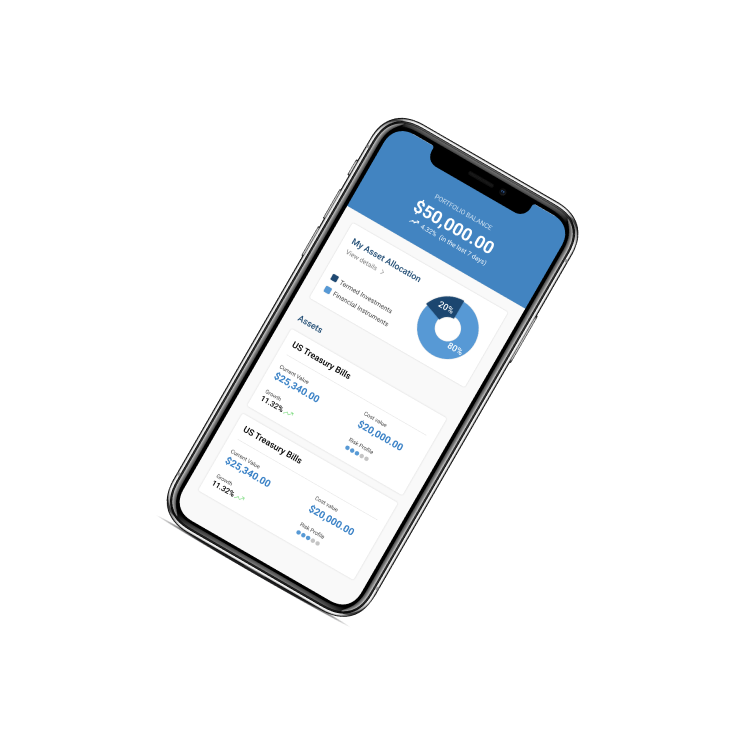 PORTFOLIO BALANCE
$50,000.00
4.32% (in the last 7 days)
My Asset Allocation
View details >
Termed Investments
Financial Instruments
20%
80%
Assets
US Treasury Bills
Current Value
Cost value
$25,340.00
$20,000.00
Growth
Risk Profile
11.32%
US Treasury Bills
Current Value
Cost value
$25,340.00
$20,000.00
Growth
Risk Profile
11.32%